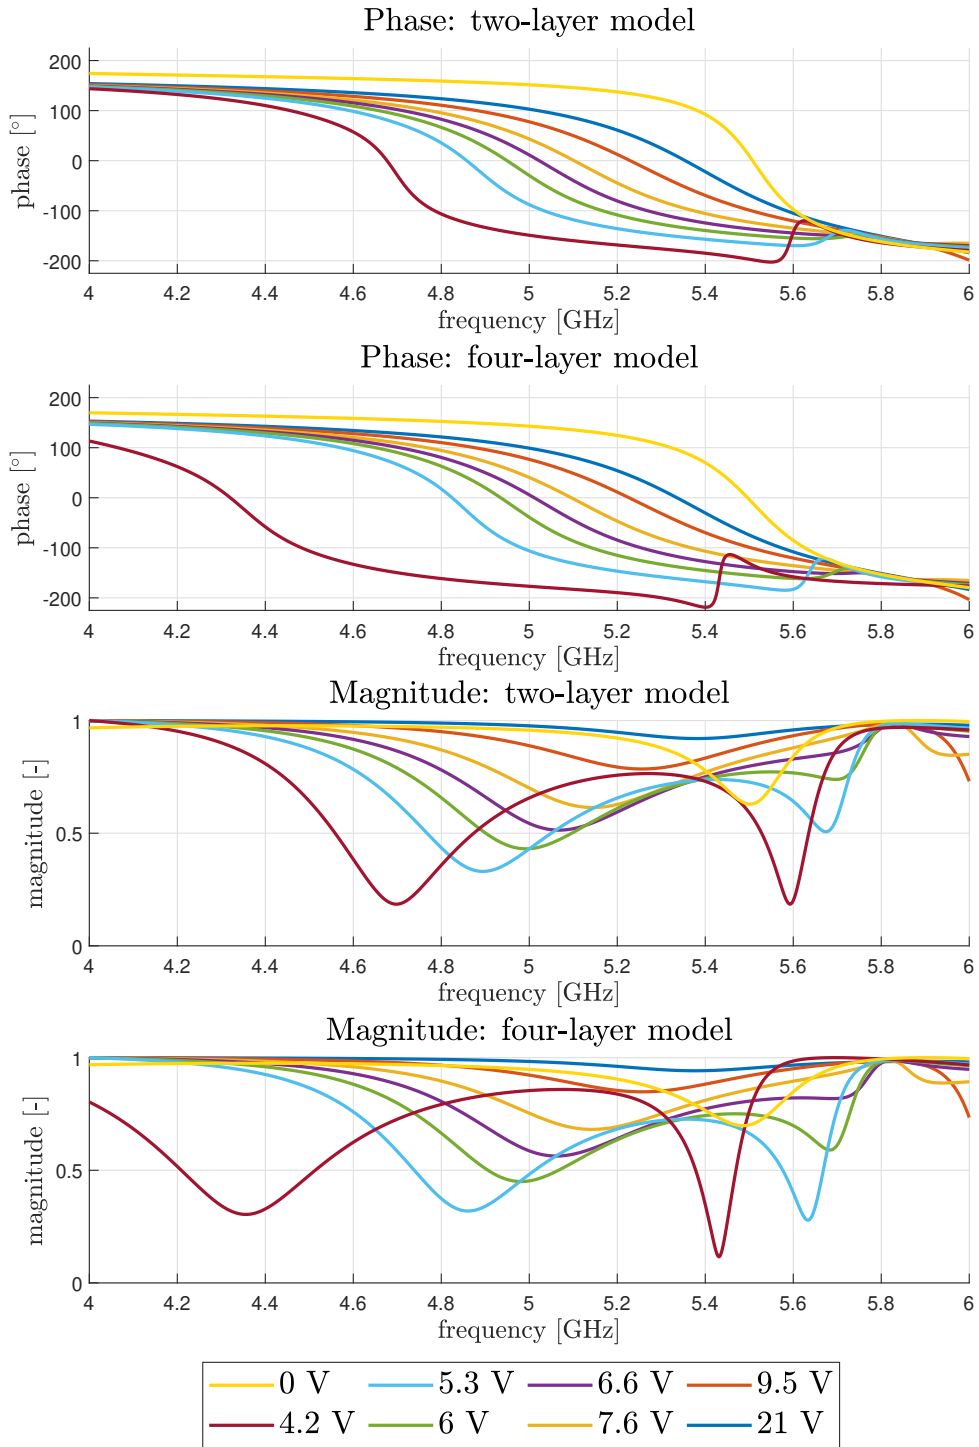 Phase: two-layer model
200
100
0
-100
-200
phase [°]
4 4.2 4.4 4.6 4.8 5 5.2 5.4 5.6 5.8 6
frequency [GHz]
Phase: four-layer model
200
100
0
-100
-200
phase [°]
4 4.2 4.4 4.6 4.8 5 5.2 5.4 5.6 5.8 6
frequency [GHz]
Magnitude: two-layer model
1
0.5
0
magnitude [-]
4 4.2 4.4 4.6 4.8 5 5.2 5.4 5.6 5.8 6
frequency [GHz]
Magnitude: four-layer model
1
0.5
0
magnitude [-]
4 4.2 4.4 4.6 4.8 5 5.2 5.4 5.6 5.8 6
frequency [GHz]
0 V 5.3 V 6.6 V 9.5 V
4.2 V 6 V 7.6 V 21 V